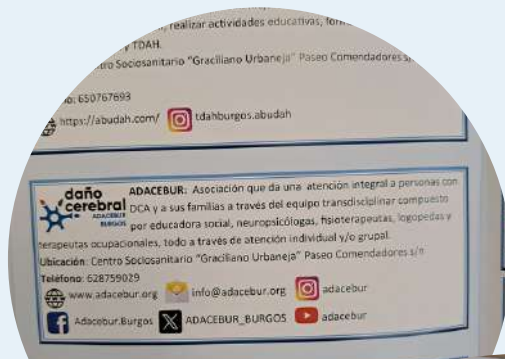 realizar actividades educativas,
y TDAH.
Centro Sociosanitario "Graciliano Urbaneja" Paseo Comendadores s/
650767693
https://abudah.com/ tdahburgos.abudah
daño
cerebral
ADACEBUR
BURGOS
ADACEBUR: Asociación que da una atención integral a personas con
DCA y a sus familias a través del equipo transdisciplinar compuesto
por educadora social, neuropsicólogas, fisioterapeutas, logopedas y
terapeutas ocupacionales, todo a través de atención individual y/o grupal.
Ubicación: Centro Sociosanitario "Graciliano Urbaneja" Paseo Comendadores s/n
Teléfono: 628759029
www.adacebur.org info@adacebur.org adacebur
Adacebur.Burgos ADACEBUR_BURGOS adacebur